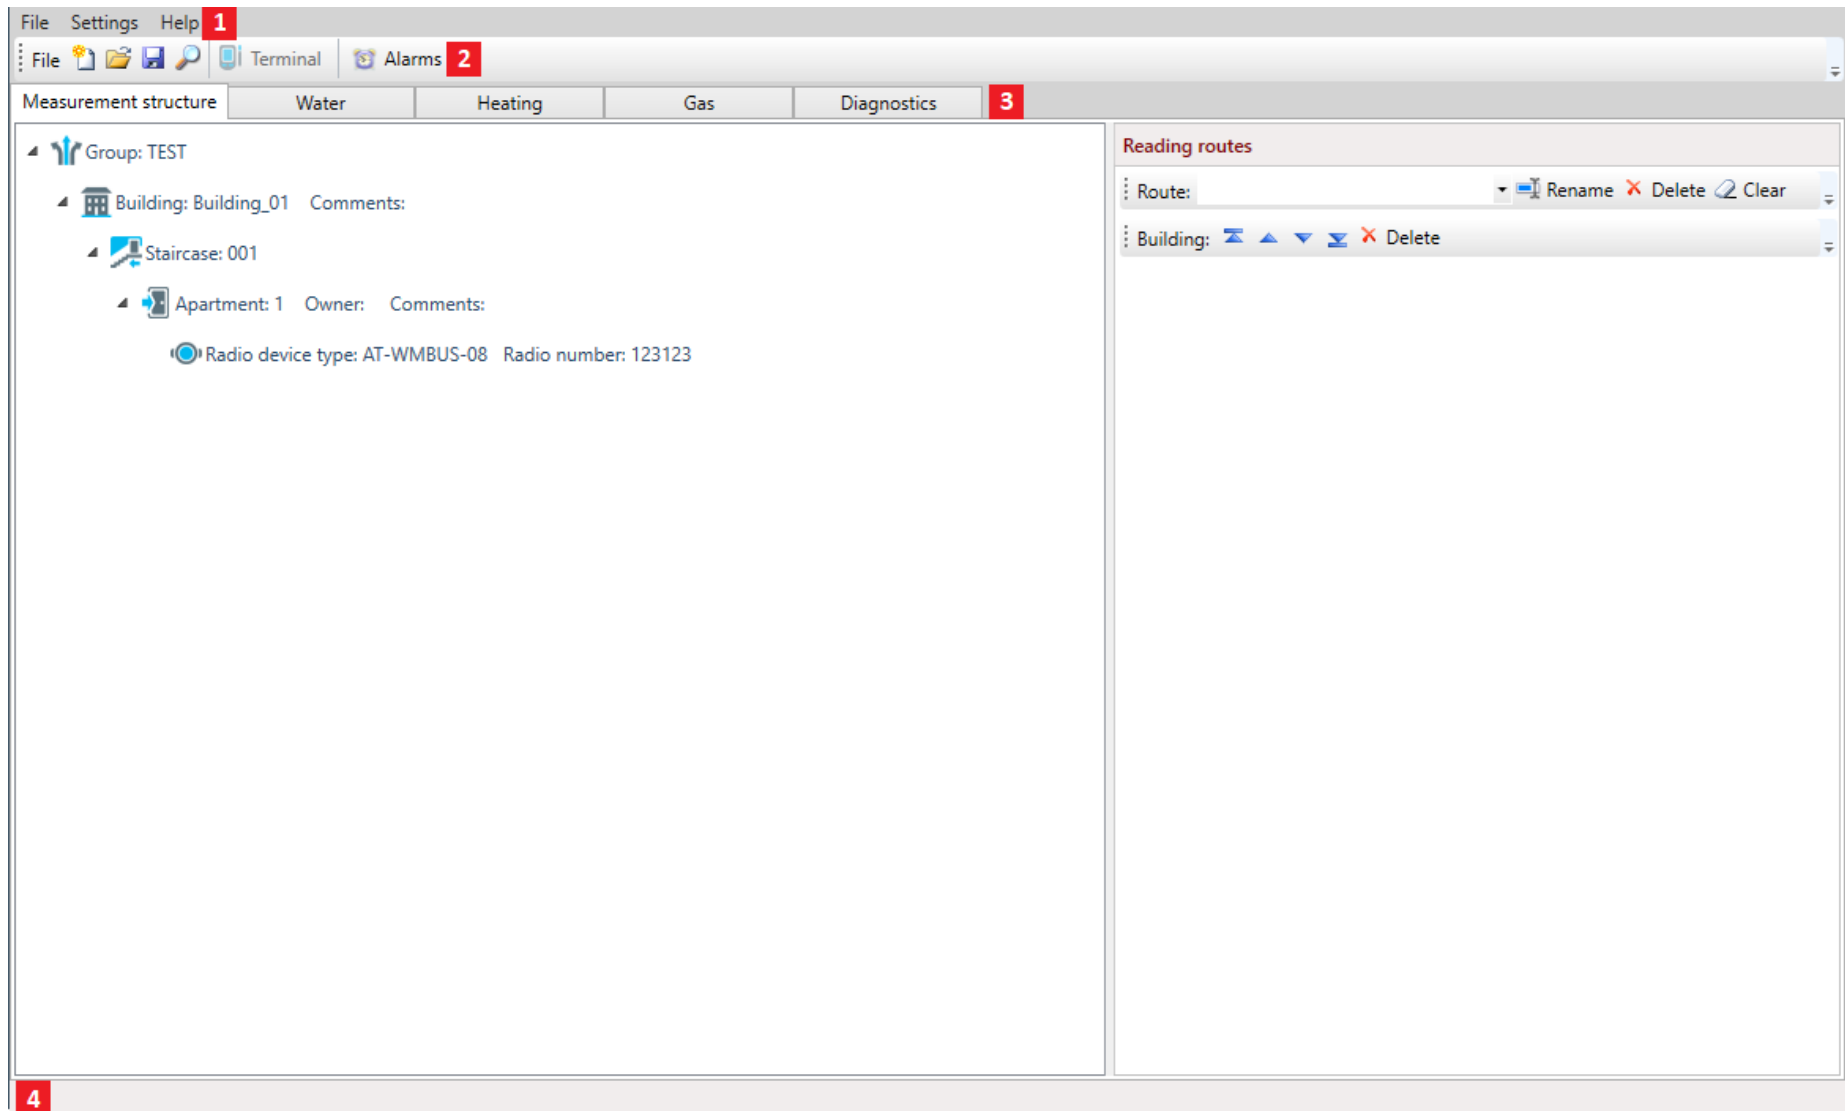 File Settings Help 1
File Terminal Alarms 2
Measurement structure Water Heating Gas Diagnostics 3
Group: TEST
Building: Building_01 Comments:
Staircase: 001
Apartment: 1 Owner: Comments:
Radio device type: AT-WMBUS-08 Radio number: 123123
Reading routes
Route: Rename Delete Clear
Building: Delete
4